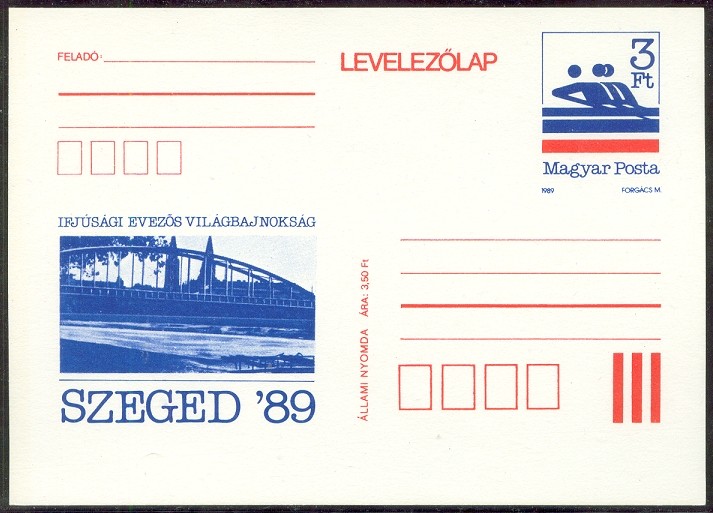 FELADÓ:
LEVELEZŐLAP
3
Ft
Magyar Posta
1989 FORGÁCS M.
IFJÚSÁGI EVEZŐS VILÁGBAJNOKSÁG
SZEGED '89
ÁLLAMI NYOMDA ÁRA: 3,50 Ft